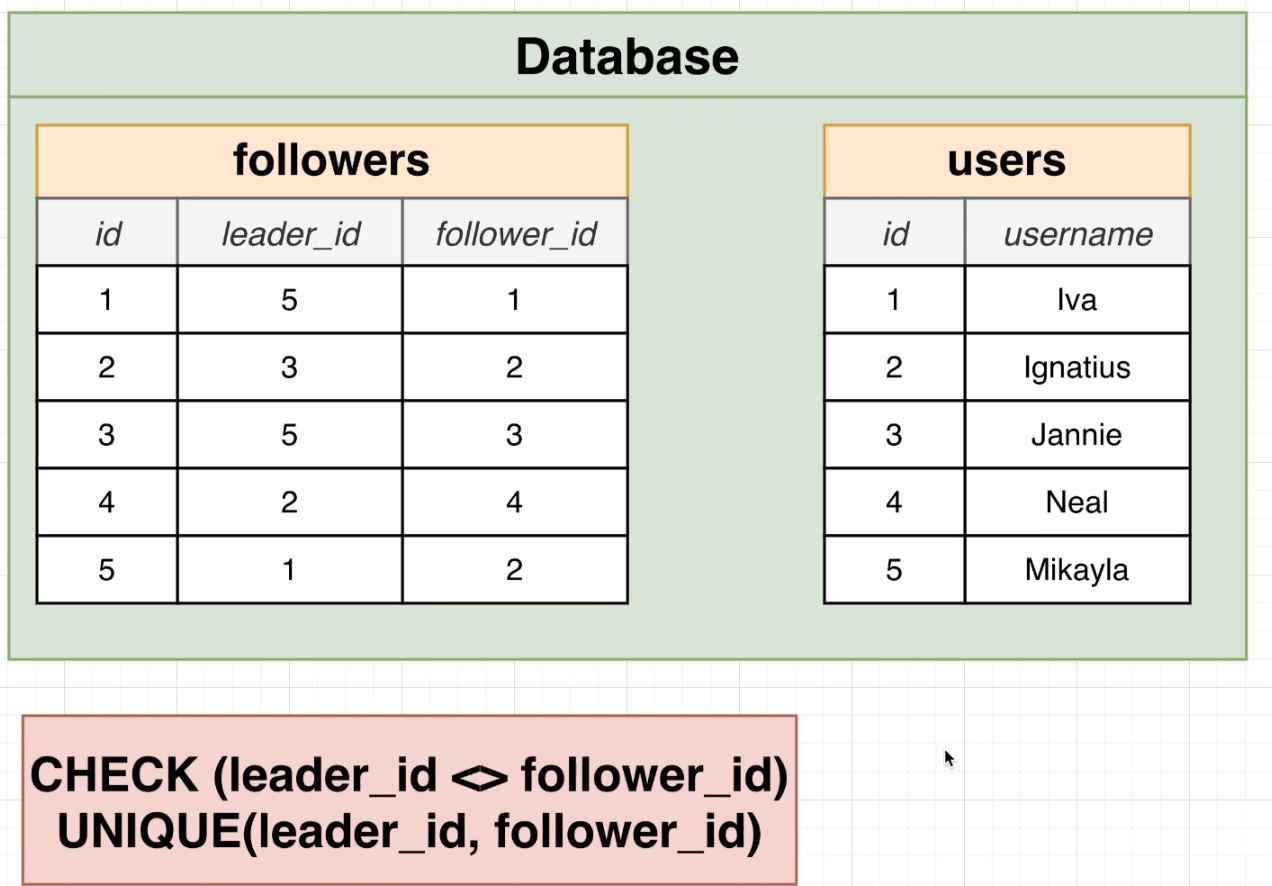 Database
followers
id leader_id follower_id
1 5 1
2 3 2
3 5 3
4 2 4
5 1 2
users
id username
1 Iva
2 Ignatius
3 Jannie
4 Neal
5 Mikayla
CHECK (leader_id <> follower_id)
UNIQUE(leader_id, follower_id)